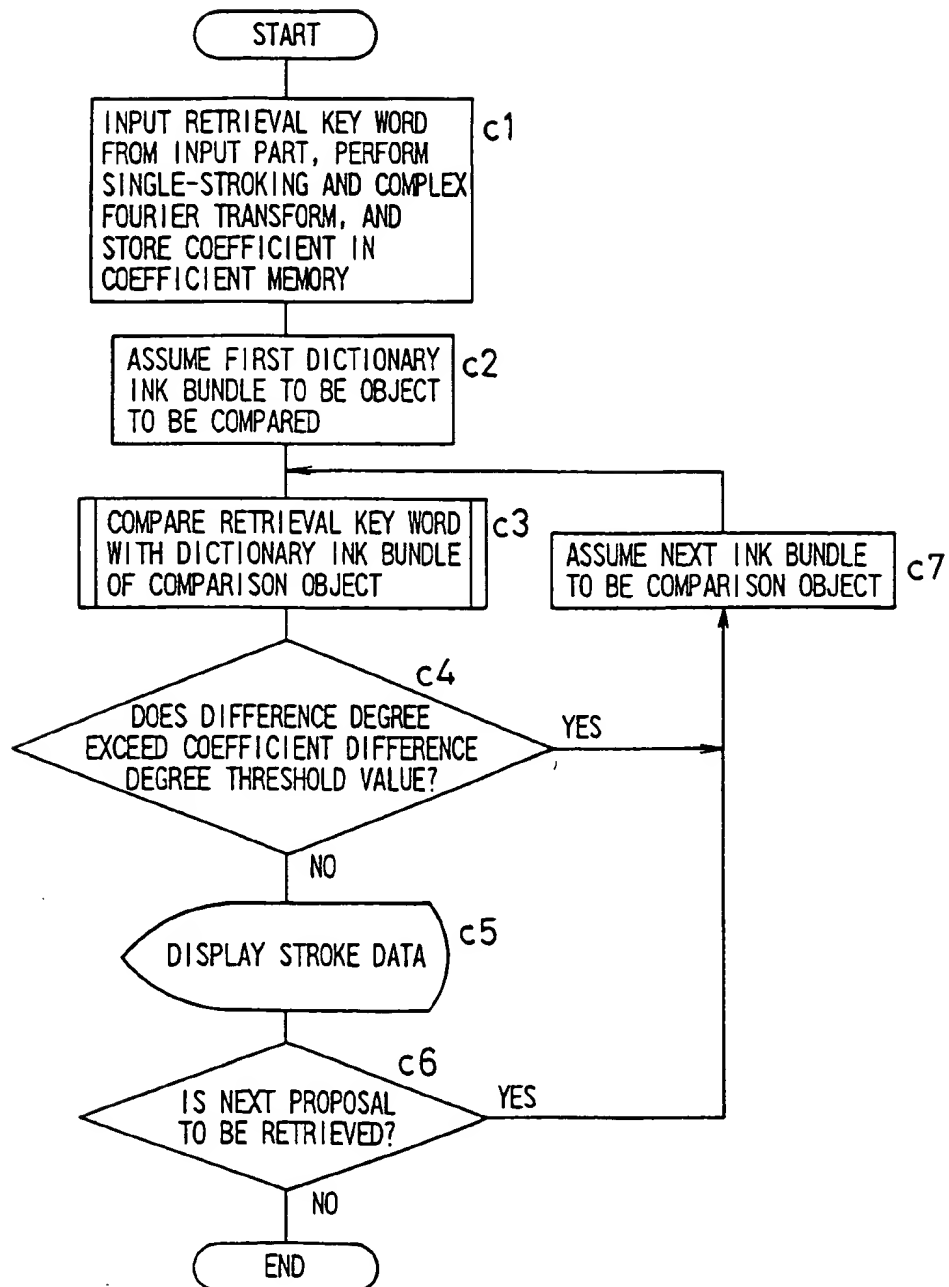 START
INPUT RETRIEVAL KEY WORD
FROM INPUT PART, PERFORM
SINGLE-STROKING AND COMPLEX
FOURIER TRANSFORM, AND
STORE COEFFICIENT IN
COEFFICIENT MEMORY
c1
ASSUME FIRST DICTIONARY
INK BUNDLE TO BE OBJECT
TO BE COMPARED
c2
COMPARE RETRIEVAL KEY WORD
WITH DICTIONARY INK BUNDLE
OF COMPARISON OBJECT
c3
ASSUME NEXT INK BUNDLE
TO BE COMPARISON OBJECT
c7
c4
DOES DIFFERENCE DEGREE
EXCEED COEFFICIENT DIFFERENCE
DEGREE THRESHOLD VALUE?
YES
NO
DISPLAY STROKE DATA
c5
c6
IS NEXT PROPOSAL
TO BE RETRIEVED?
YES
NO
END